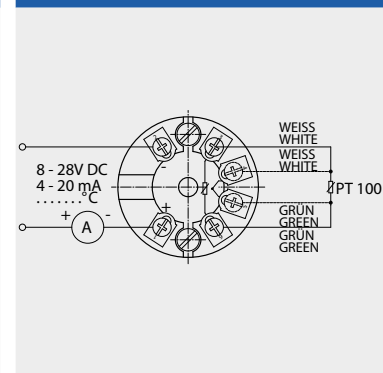 WEISS
WHITE
WEISS
WHITE
8 - 28V DC
4 - 20 mA
. . . . . . . °C
+ A -
-
+
PT 100
GRÜN
GREEN
GRÜN
GREEN